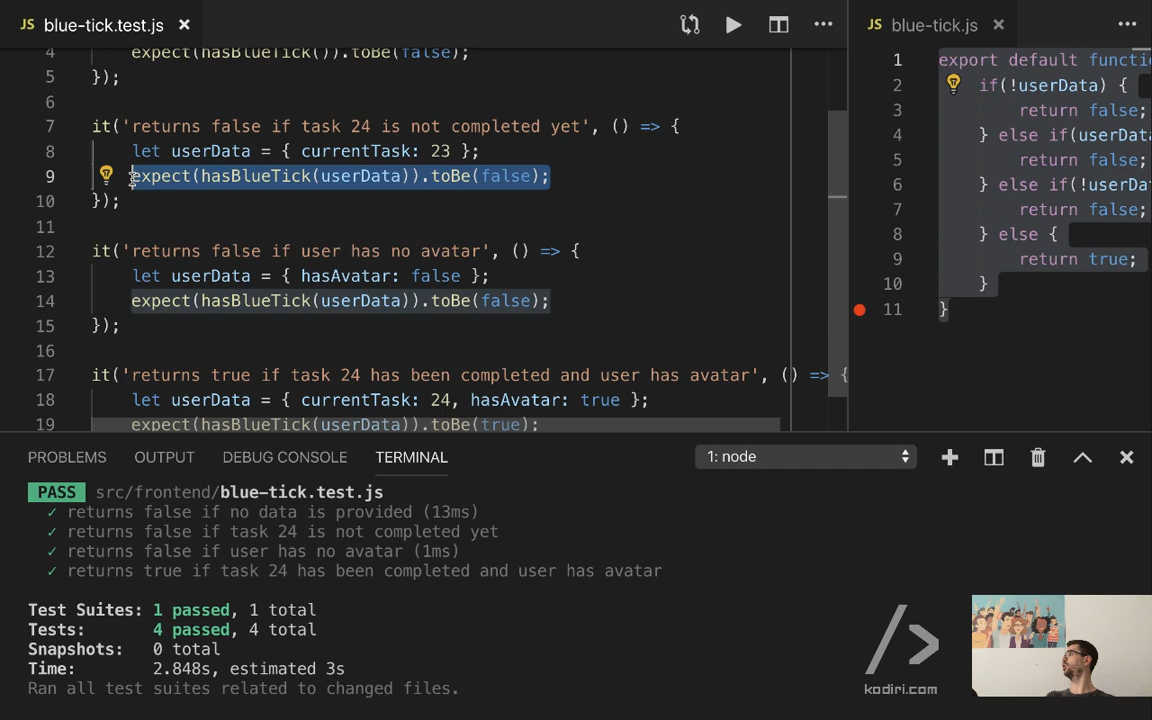 JS blue-tick.test.js
4 expect(hasBlueTick()).toBe(false);
5 });
6
7 it('returns false if task 24 is not completed yet', () => {
8 let userData = { currentTask: 23 };
9 expect(hasBlueTick(userData)).toBe(false);
10 });
11
12 it('returns false if user has no avatar', () => {
13 let userData = { hasAvatar: false };
14 expect(hasBlueTick(userData)).toBe(false);
15 });
16
17 it('returns true if task 24 has been completed and user has avatar', () => {
18 let userData = { currentTask: 24, hasAvatar: true };
19 expect(hasBlueTick(userData)).toBe(true);
JS blue-tick.js
1 export default functi
2 if(!userData) {
3 return false;
4 } else if(userData
5 return false;
6 } else if(!userDa
7 return false;
8 } else {
9 return true;
10 }
11 }
PROBLEMS OUTPUT DEBUG CONSOLE TERMINAL 1: node
PASS src/frontend/blue-tick.test.js
✓ returns false if no data is provided (13ms)
✓ returns false if task 24 is not completed yet
✓ returns false if user has no avatar (1ms)
✓ returns true if task 24 has been completed and user has avatar
Test Suites: 1 passed, 1 total
Tests: 4 passed, 4 total
Snapshots: 0 total
Time: 2.848s, estimated 3s
Ran all test suites related to changed files.
/>
kodiri.com